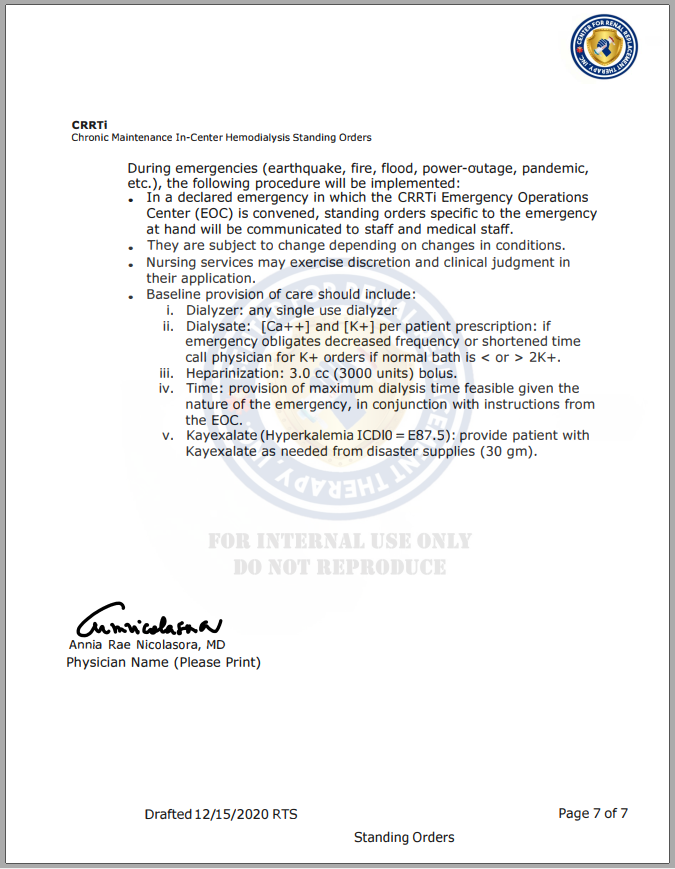 CENTER FOR RENAL REPLACEMENT THERAPY, INC.
CRRTi
Chronic Maintenance In-Center Hemodialysis Standing Orders
During emergencies (earthquake, fire, flood, power-outage, pandemic,
etc.), the following procedure will be implemented:
• In a declared emergency in which the CRRTi Emergency Operations
Center (EOC) is convened, standing orders specific to the emergency
at hand will be communicated to staff and medical staff.
• They are subject to change depending on changes in conditions.
• Nursing services may exercise discretion and clinical judgment in
their application.
• Baseline provision of care should include:
i. Dialyzer: any single use dialyzer
ii. Dialysate: [Ca++] and [K+] per patient prescription: if
emergency obligates decreased frequency or shortened time
call physician for K+ orders if normal bath is < or > 2K+.
iii. Heparinization: 3.0 cc (3000 units) bolus.
iv. Time: provision of maximum dialysis time feasible given the
nature of the emergency, in conjunction with instructions from
the EOC.
v. Kayexalate (Hyperkalemia ICDl0 = E87.5): provide patient with
Kayexalate as needed from disaster supplies (30 gm).
FOR INTERNAL USE ONLY
DO NOT REPRODUCE
Annia Rae Nicolasora, MD
Physician Name (Please Print)
Drafted 12/15/2020 RTS
Page 7 of 7
Standing Orders